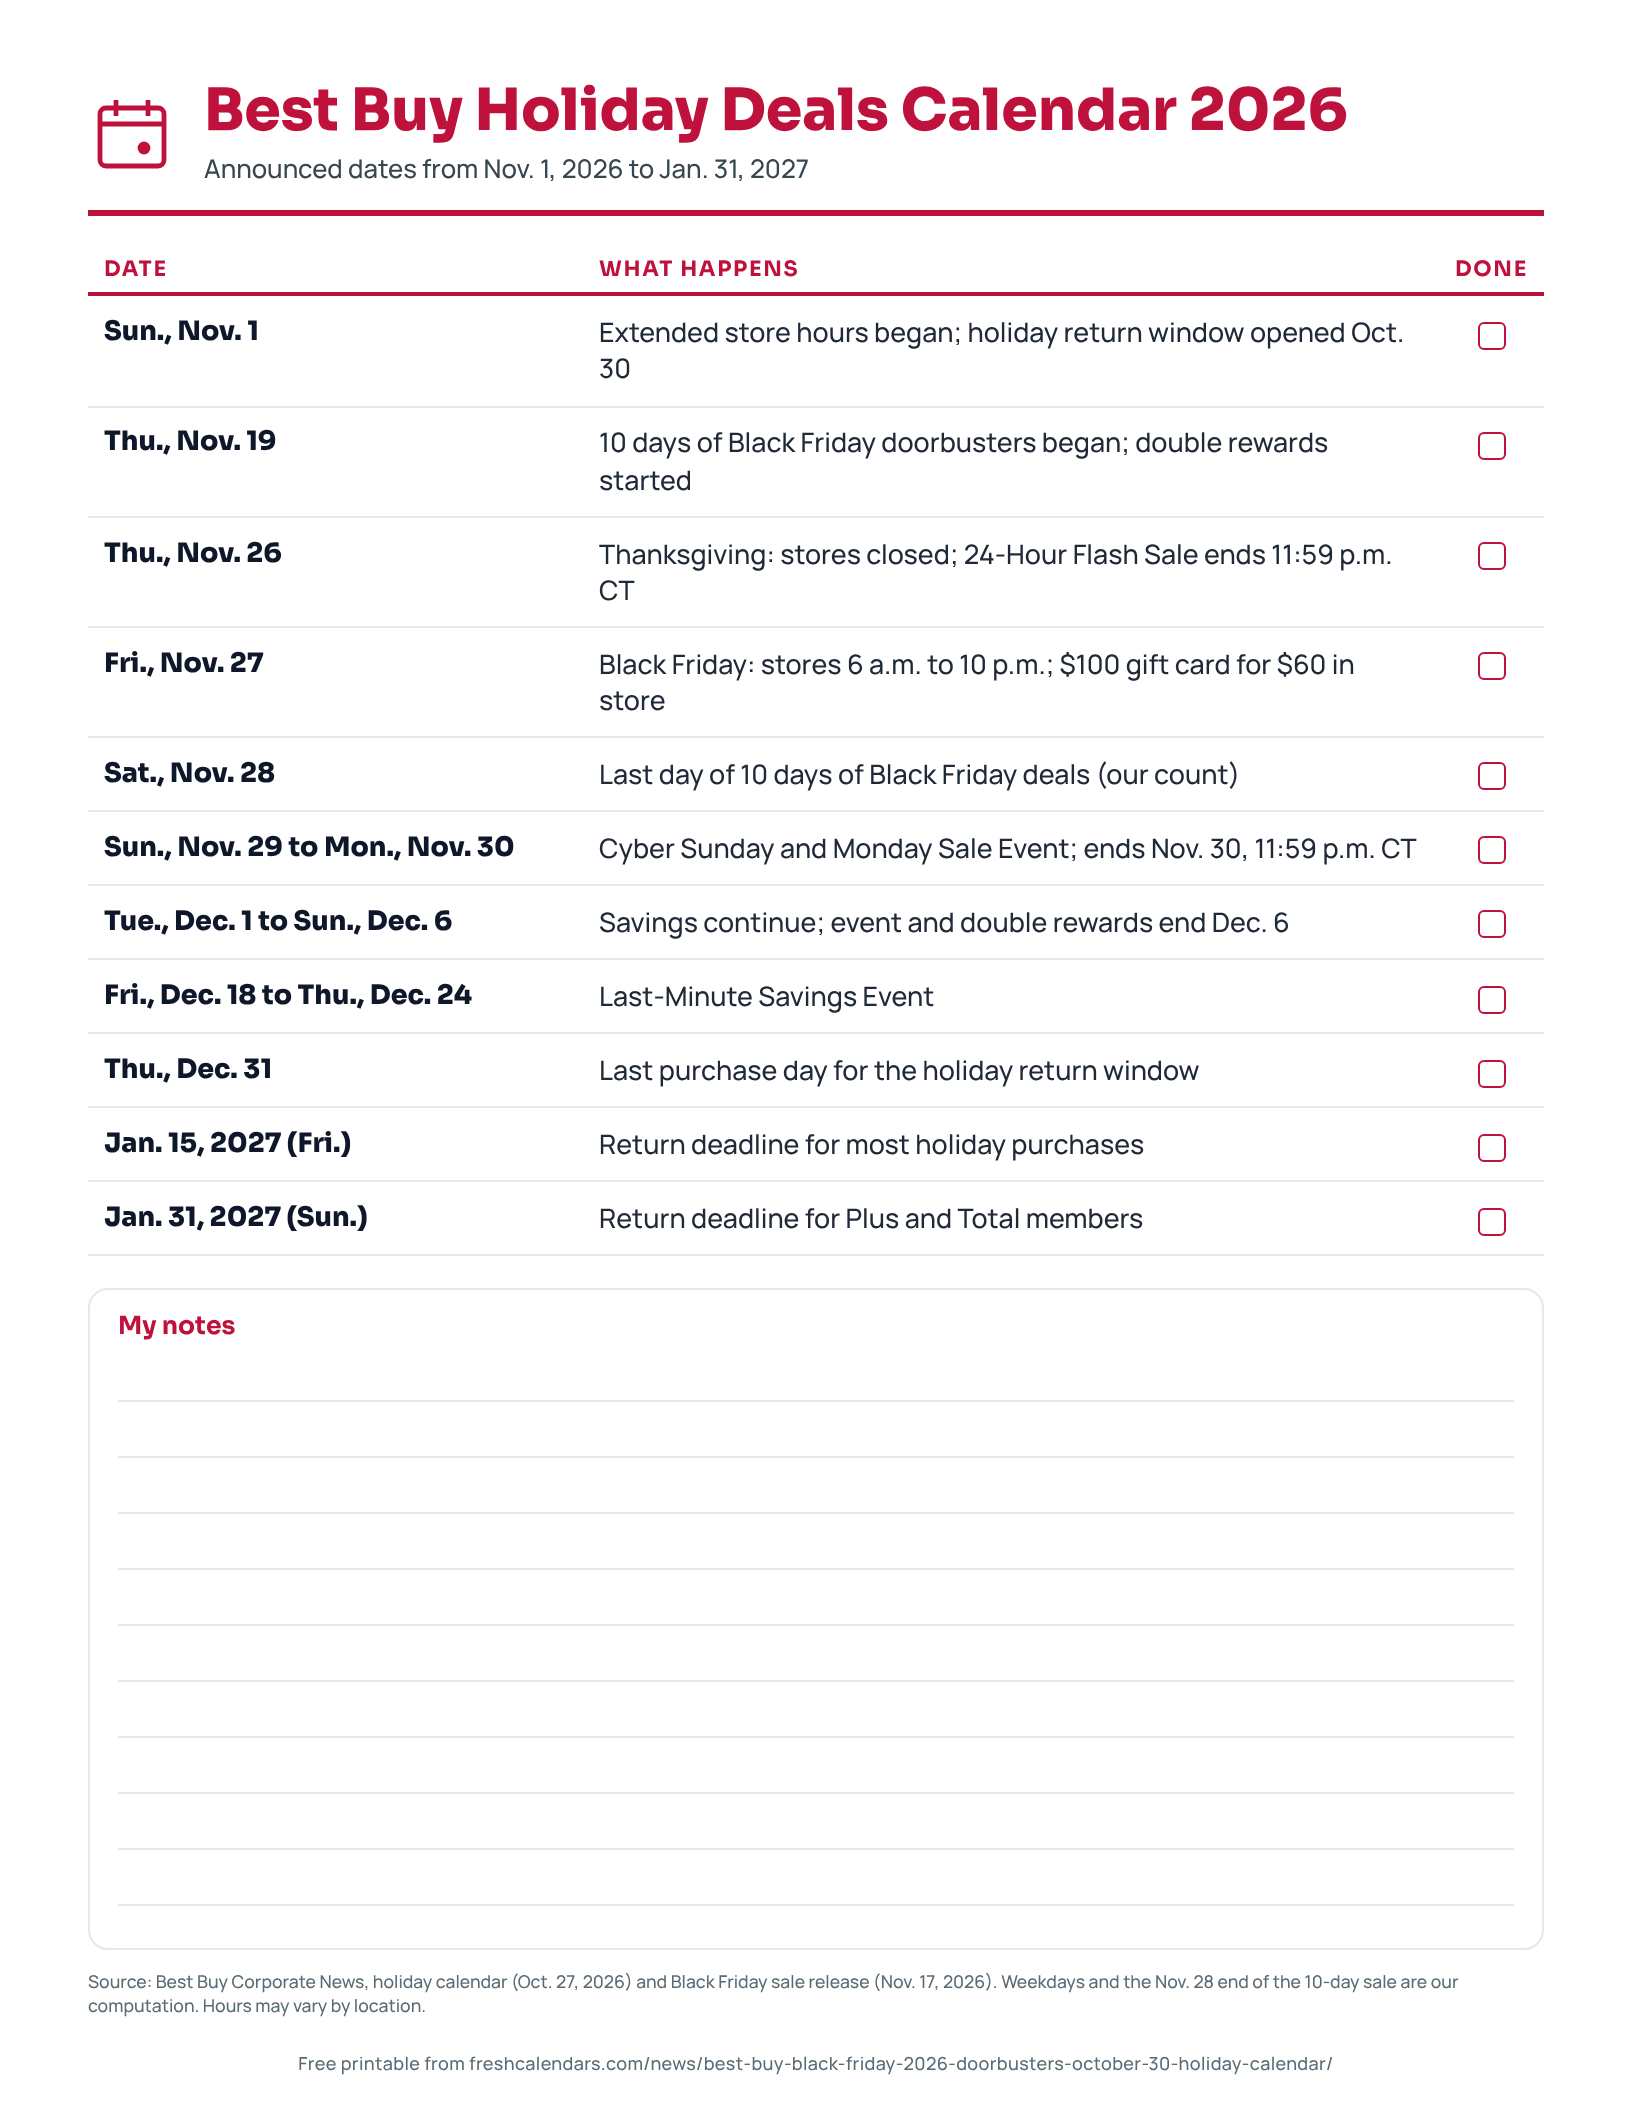 Best Buy Holiday Deals Calendar 2026
Announced dates from Nov. 1, 2026 to Jan. 31, 2027
DATE WHAT HAPPENS DONE
Sun., Nov. 1 Extended store hours began; holiday return window opened Oct.
30
Thu., Nov. 19 10 days of Black Friday doorbusters began; double rewards
started
Thu., Nov. 26 Thanksgiving: stores closed; 24-Hour Flash Sale ends 11:59 p.m.
CT
Fri., Nov. 27 Black Friday: stores 6 a.m. to 10 p.m.; $100 gift card for $60 in
store
Sat., Nov. 28 Last day of 10 days of Black Friday deals (our count)
Sun., Nov. 29 to Mon., Nov. 30 Cyber Sunday and Monday Sale Event; ends Nov. 30, 11:59 p.m. CT
Tue., Dec. 1 to Sun., Dec. 6 Savings continue; event and double rewards end Dec. 6
Fri., Dec. 18 to Thu., Dec. 24 Last-Minute Savings Event
Thu., Dec. 31 Last purchase day for the holiday return window
Jan. 15, 2027 (Fri.) Return deadline for most holiday purchases
Jan. 31, 2027 (Sun.) Return deadline for Plus and Total members
My notes
Source: Best Buy Corporate News, holiday calendar (Oct. 27, 2026) and Black Friday sale release (Nov. 17, 2026). Weekdays and the Nov. 28 end of the 10-day sale are our
computation. Hours may vary by location.
Free printable from freshcalendars.com/news/best-buy-black-friday-2026-doorbusters-october-30-holiday-calendar/